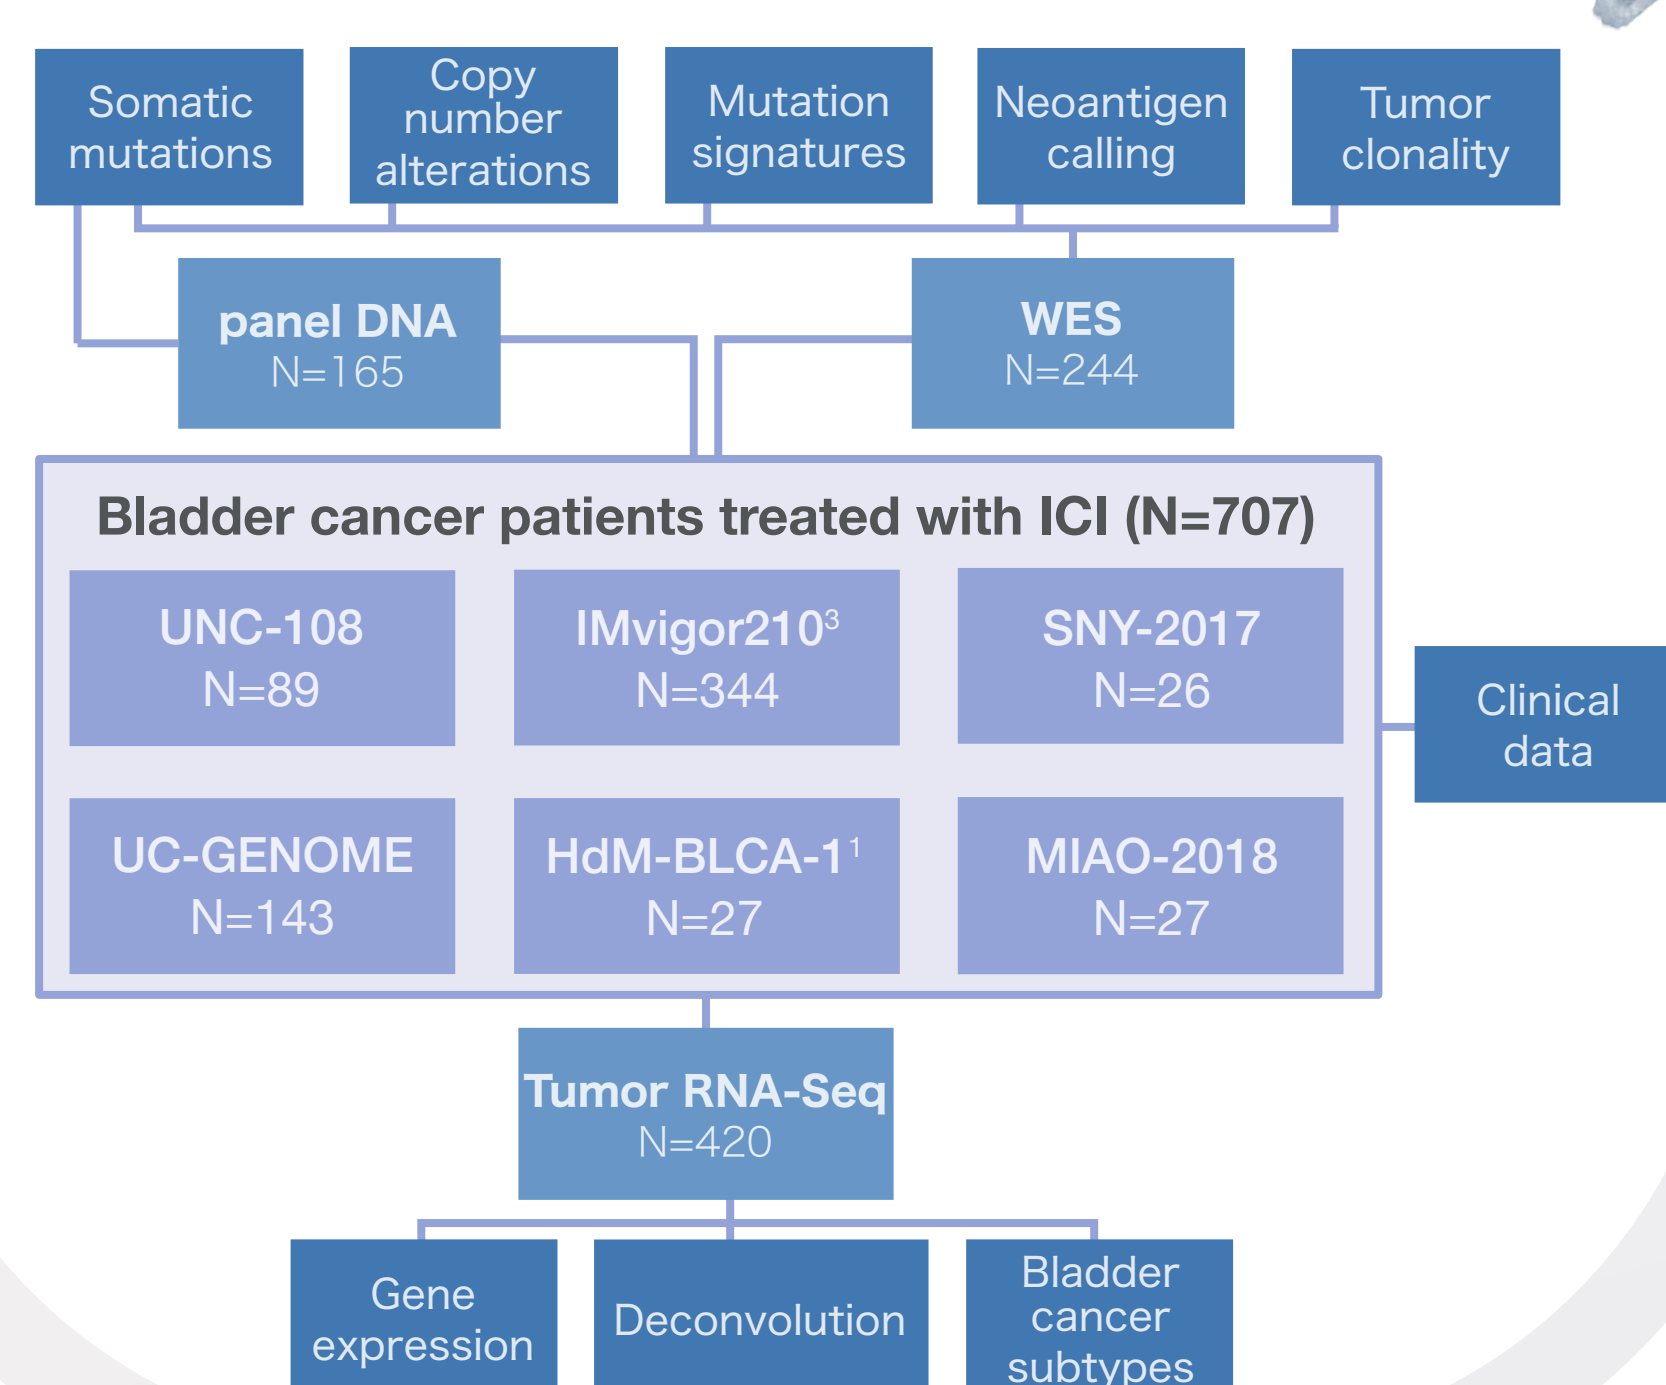 Somatic
mutations
Copy
number
alterations
Mutation
signatures
Neoantigen
calling
Tumor
clonality
panel DNA
N=165
WES
N=244
Bladder cancer patients treated with ICI (N=707)
UNC-108
N=89
IMvigor210³
N=344
SNY-2017
N=26
UC-GENOME
N=143
HdM-BLCA-1¹
N=27
MIAO-2018
N=27
Clinical
data
Tumor RNA-Seq
N=420
Gene
expression
Deconvolution
Bladder
cancer
subtypes